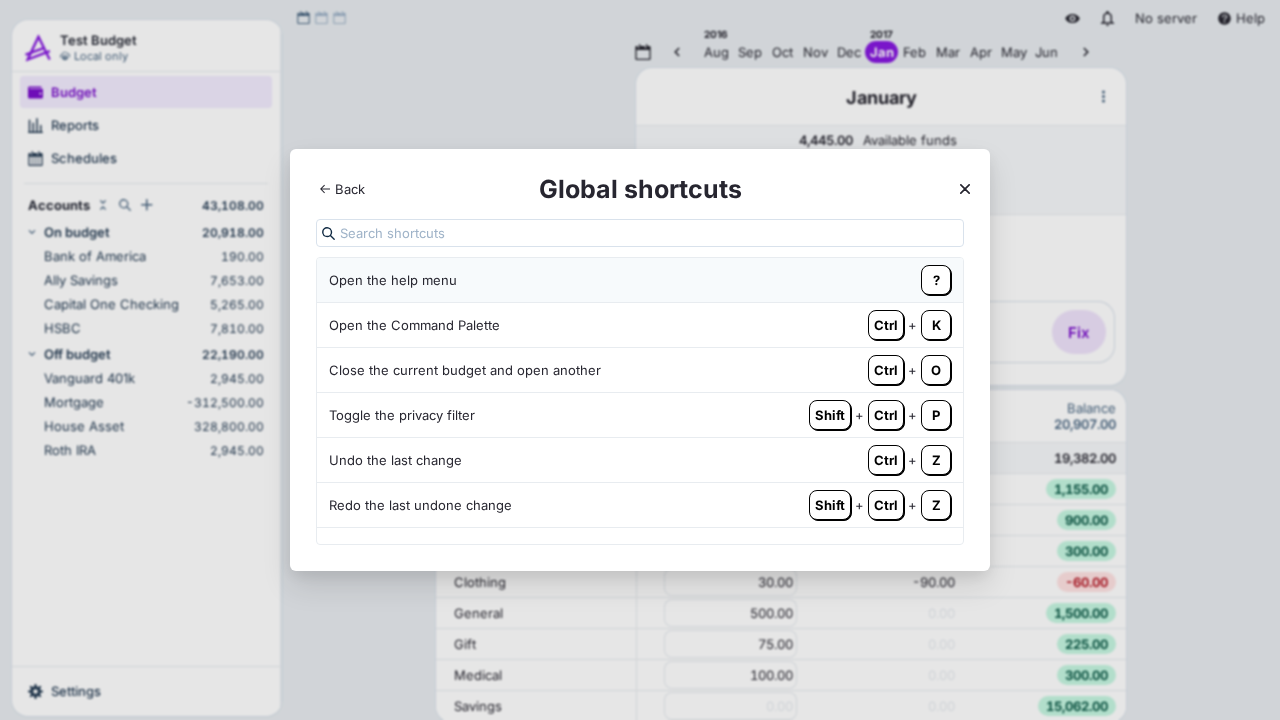 Test Budget
Local only
Budget
Reports
Schedules
Accounts 43,108.00
On budget 20,918.00
Bank of America 190.00
Ally Savings 7,653.00
Capital One Checking 5,265.00
HSBC 7,810.00
Off budget 22,190.00
Vanguard 401k 2,945.00
Mortgage -312,500.00
House Asset 328,800.00
Roth IRA 2,945.00
Settings
No server Help
2016 2017
Aug Sep Oct Nov Dec Jan Feb Mar Apr May Jun
January
4,445.00 Available funds
Fix
Balance
20,907.00
19,382.00
1,155.00
900.00
300.00
Clothing 30.00 -90.00 -60.00
General 500.00 0.00 1,500.00
Gift 75.00 0.00 225.00
Medical 100.00 0.00 300.00
Savings 0.00 0.00 15,062.00
Back
Global shortcuts
Search shortcuts
Open the help menu ?
Open the Command Palette Ctrl + K
Close the current budget and open another Ctrl + O
Toggle the privacy filter Shift + Ctrl + P
Undo the last change Ctrl + Z
Redo the last undone change Shift + Ctrl + Z